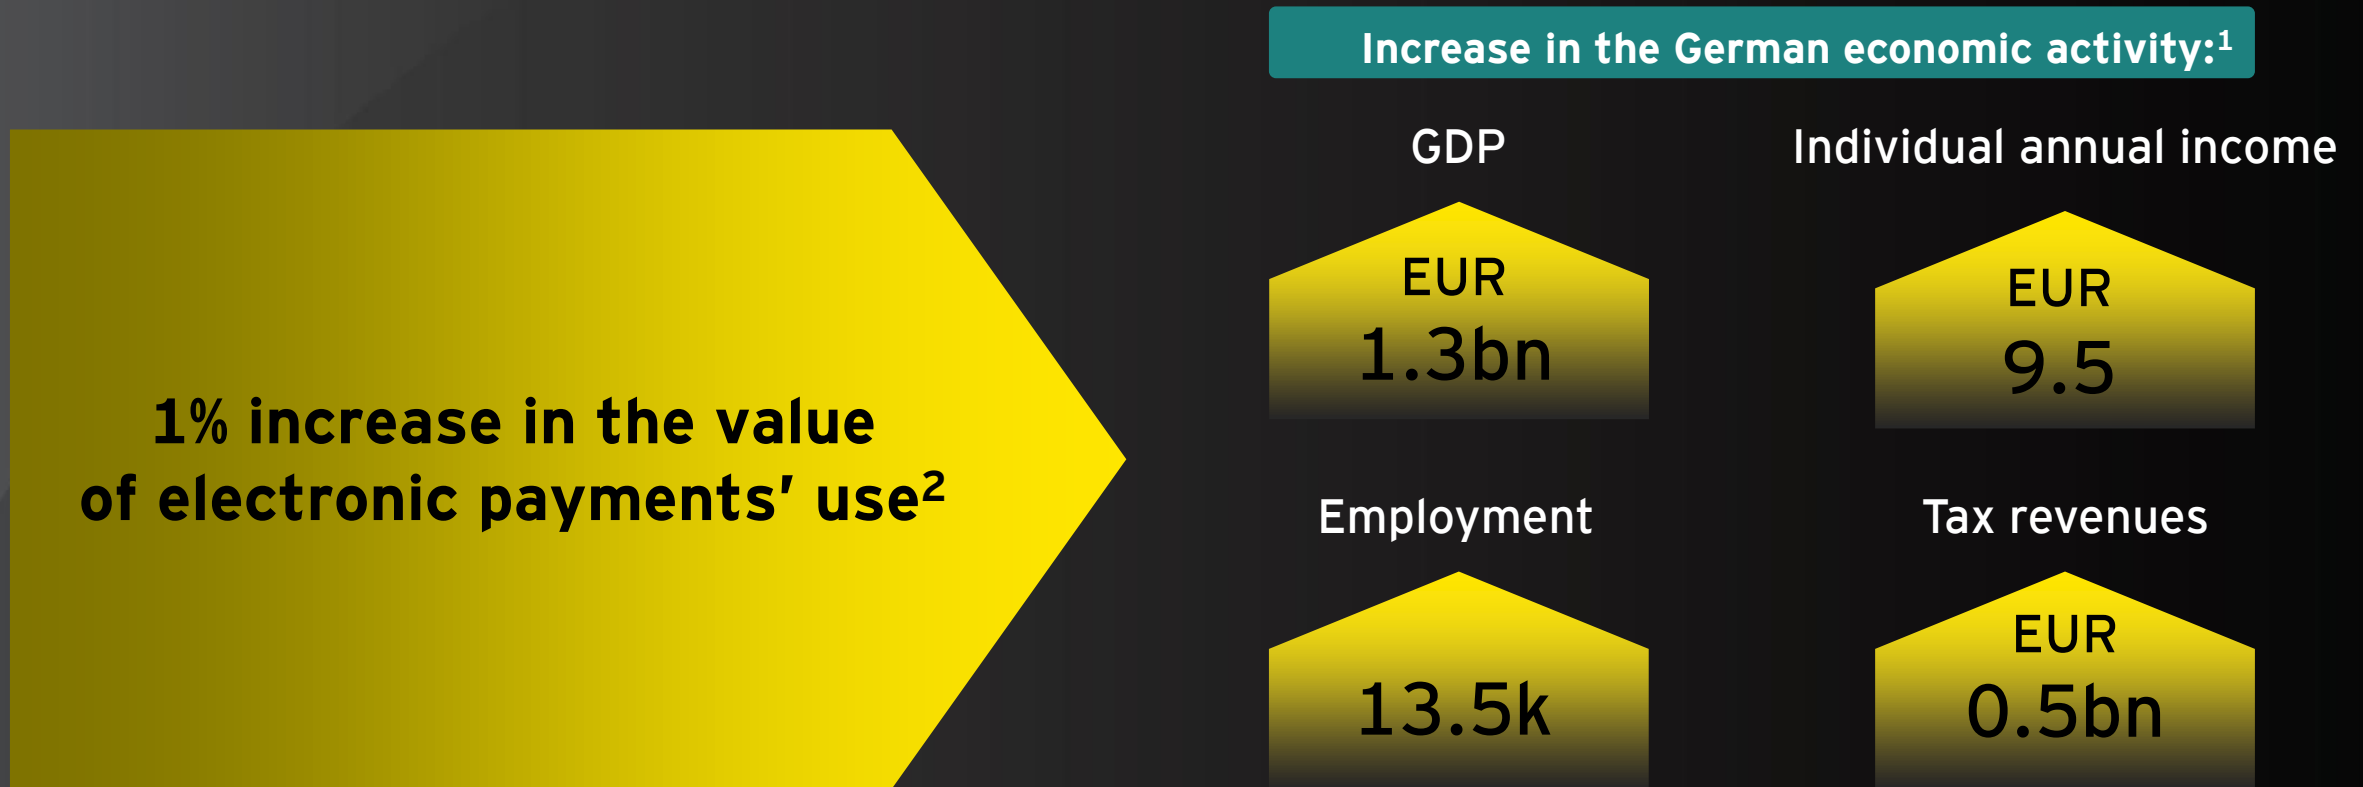 Increase in the German economic activity:¹
1% increase in the value
of electronic payments’ use²
GDP
EUR
1.3bn
Individual annual income
EUR
9.5
Employment
13.5k
Tax revenues
EUR
0.5bn